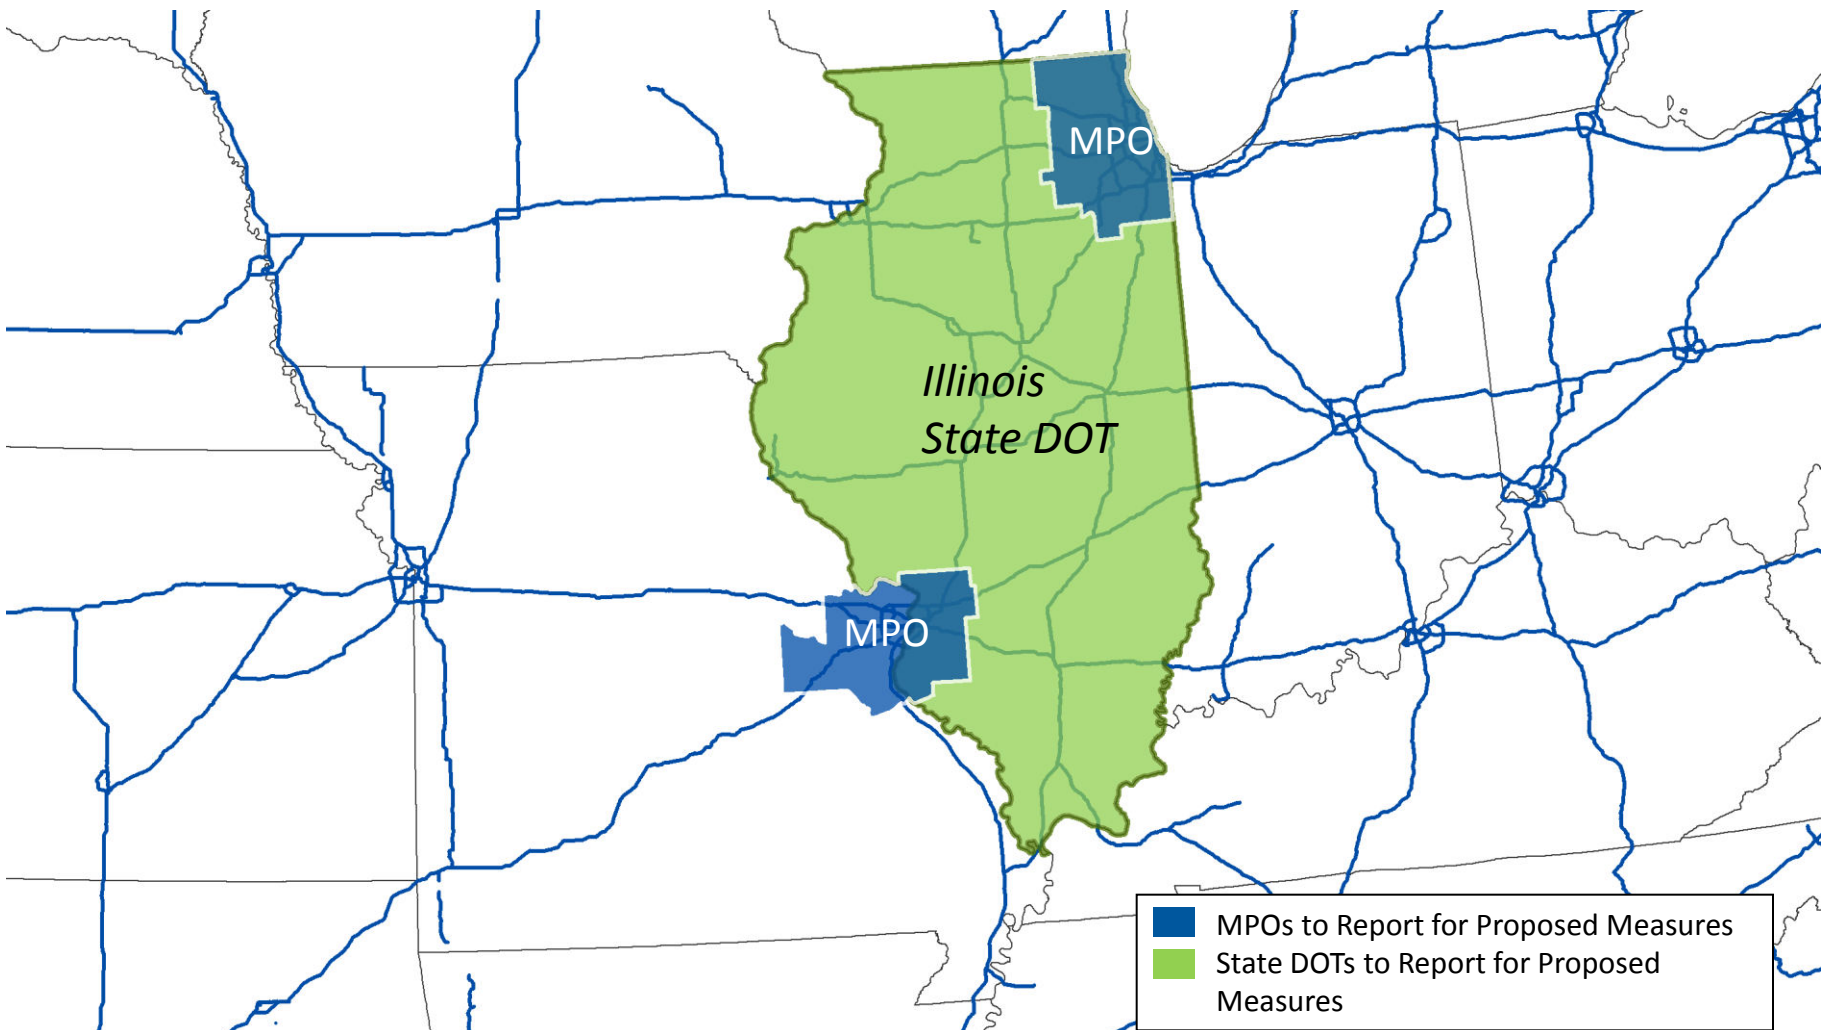 MPO
Illinois
State DOT
MPO
MPOs to Report for Proposed Measures
State DOTs to Report for Proposed
Measures